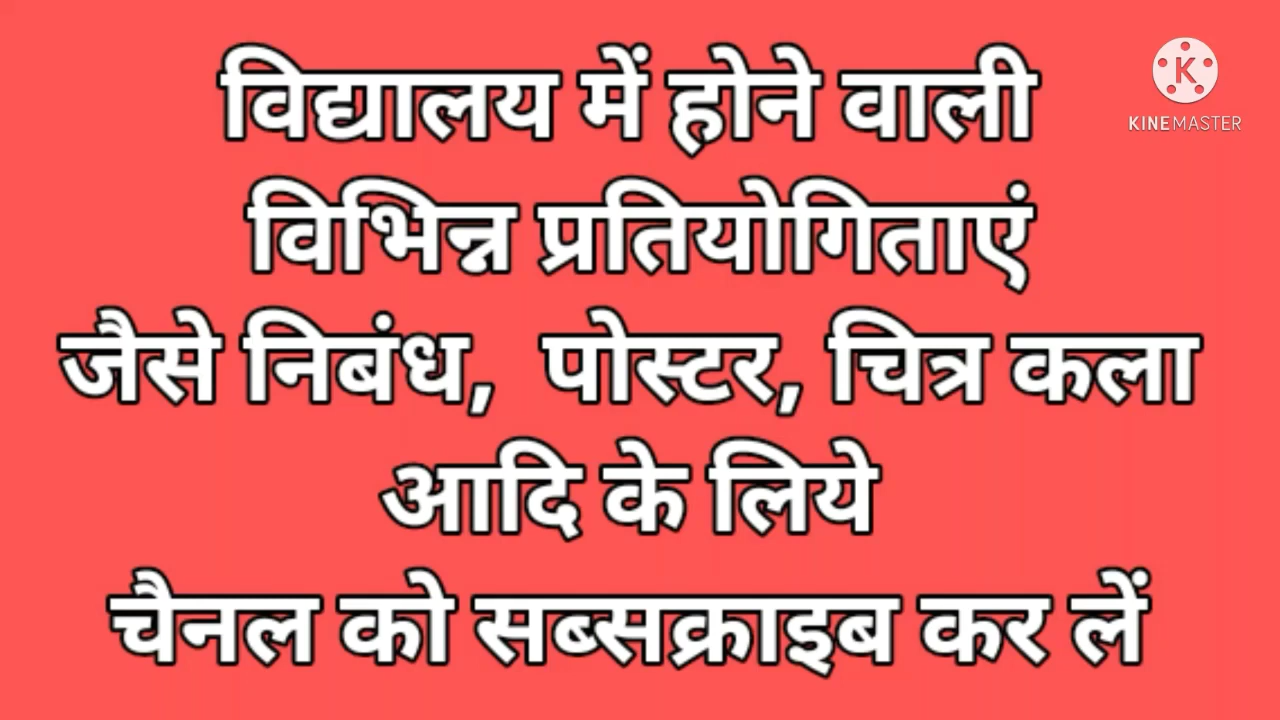 विद्यालय में होने वाली
विभिन्न प्रतियोगिताएं
जैसे निबंध, पोस्टर, चित्र कला
आदि के लिये
चैनल को सब्सक्राइब कर लें
K
KINEMASTER